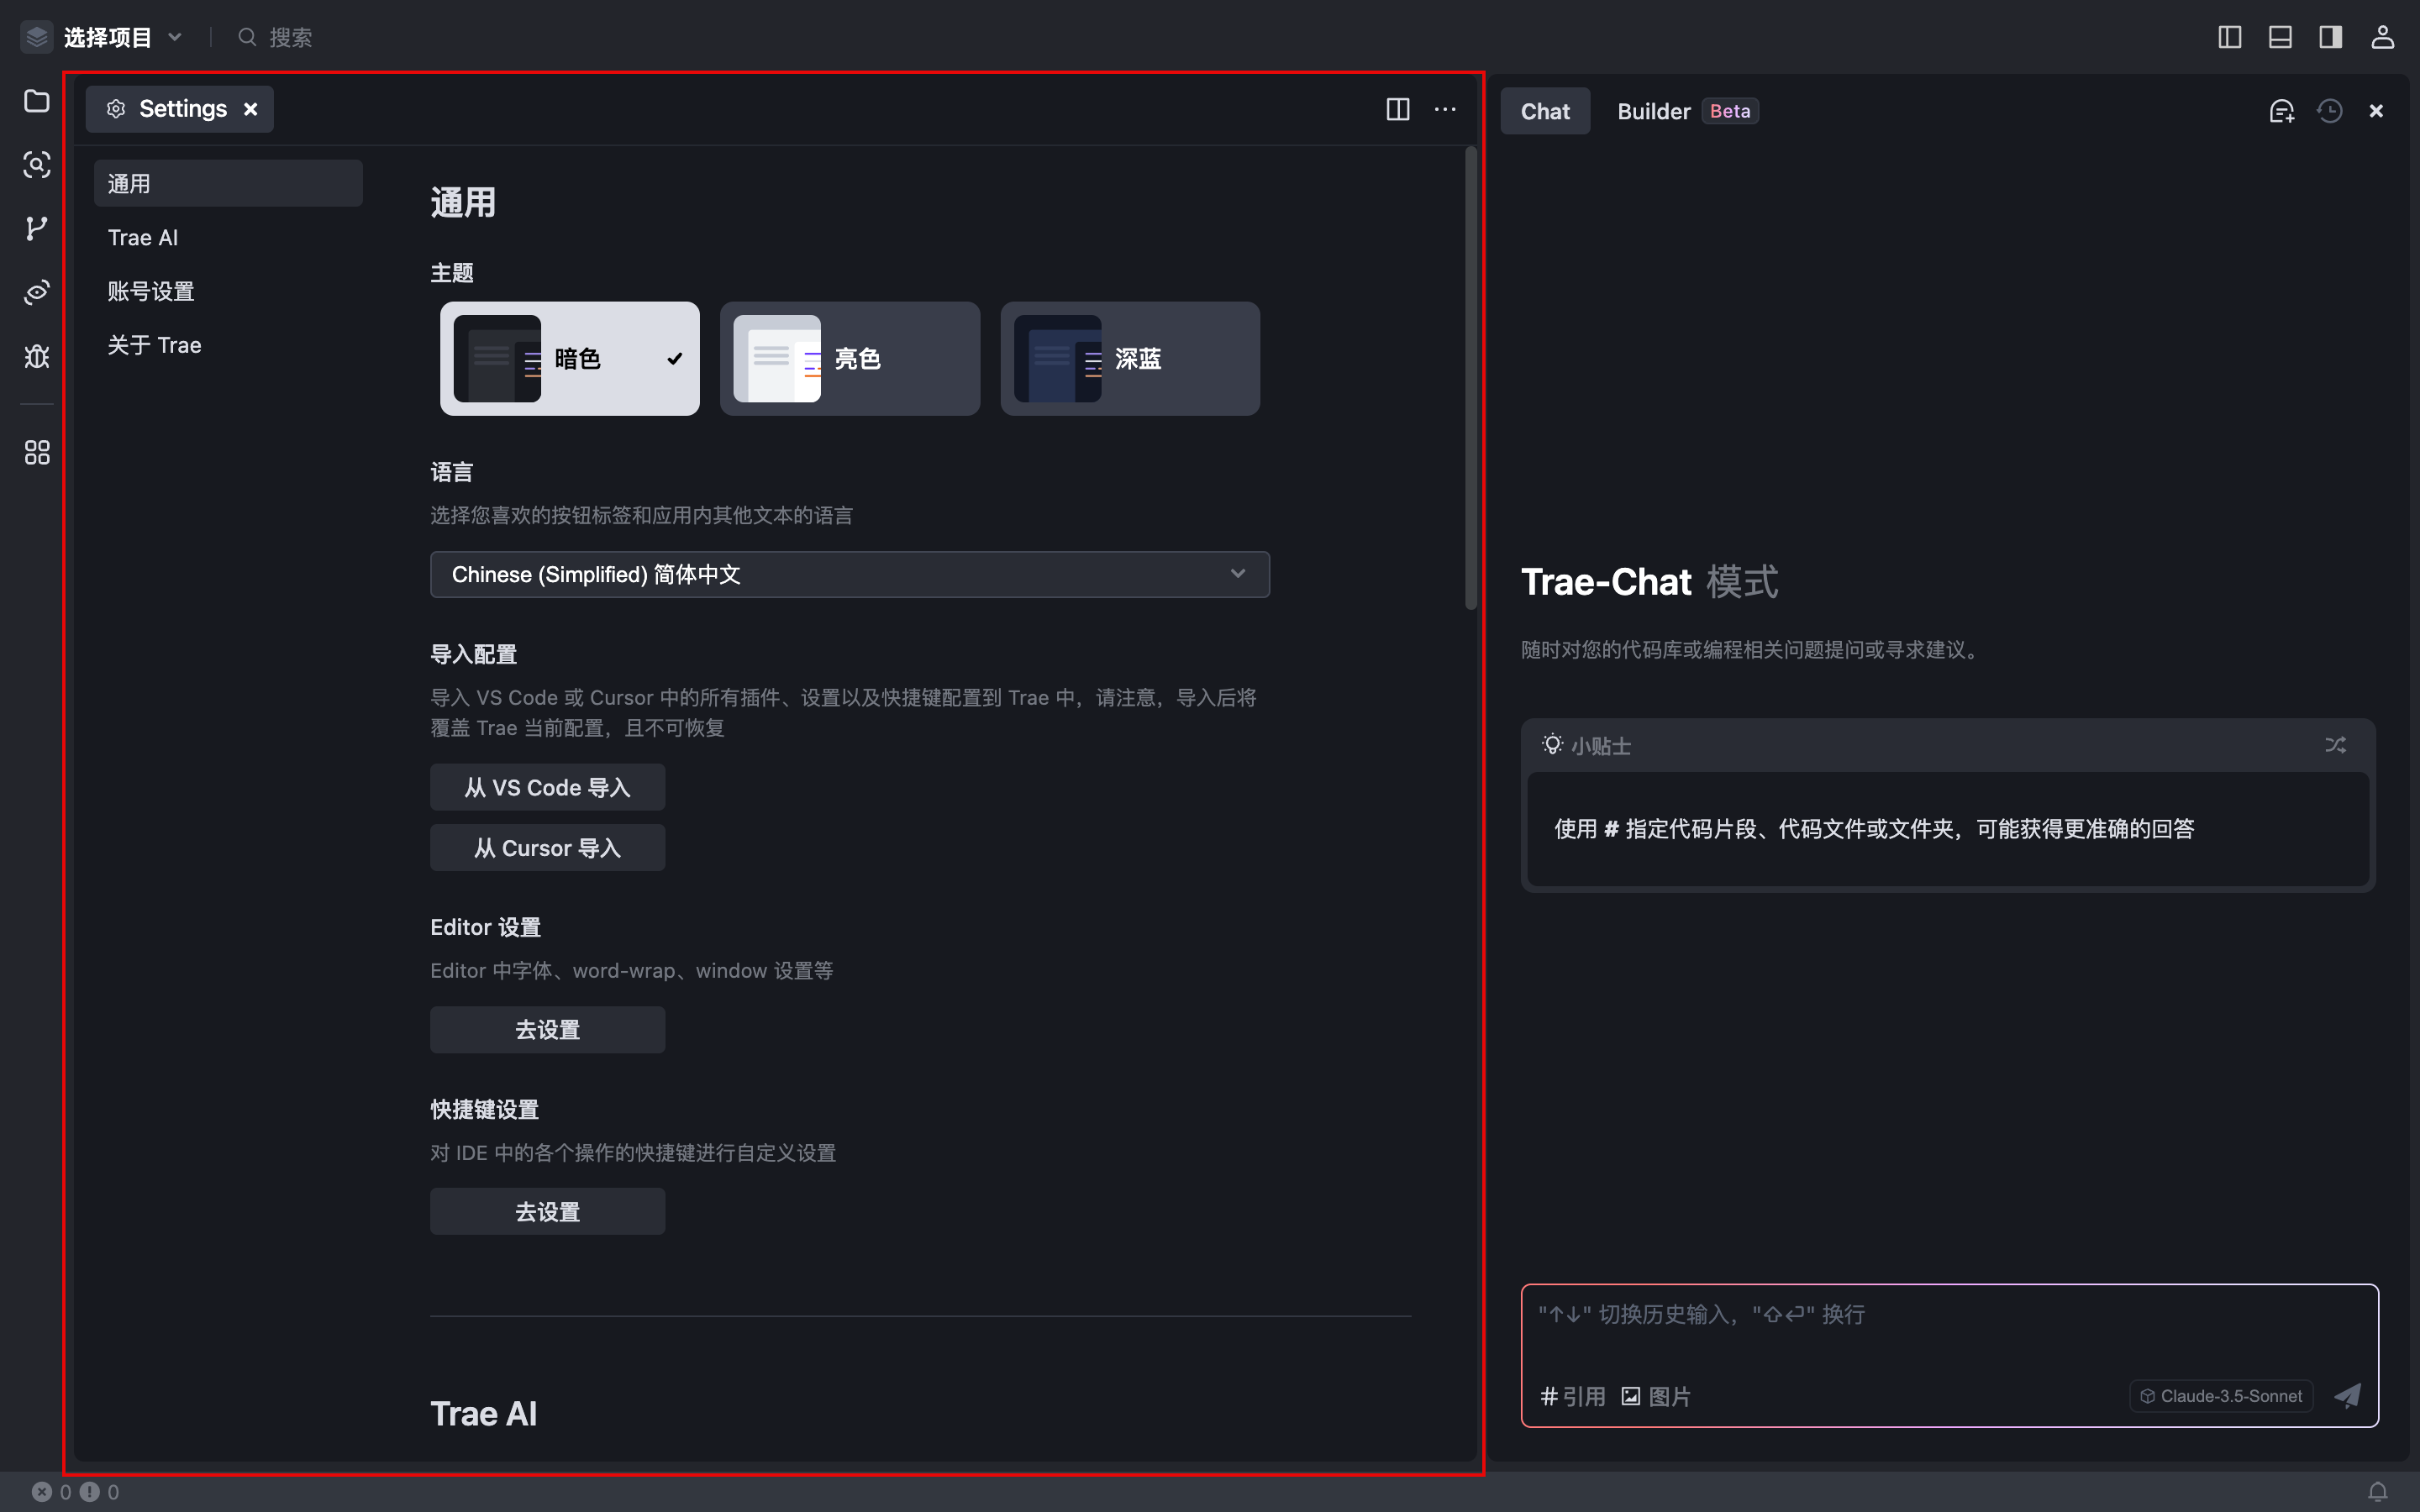 选择项目
搜索
Settings
通用
Trae AI
账号设置
关于 Trae
通用
主题
暗色
亮色
深蓝
语言
选择您喜欢的按钮标签和应用内其他文本的语言
Chinese (Simplified) 简体中文
导入配置
导入 VS Code 或 Cursor 中的所有插件、设置以及快捷键配置到 Trae 中，请注意，导入后将
覆盖 Trae 当前配置，且不可恢复
从 VS Code 导入
从 Cursor 导入
Editor 设置
Editor 中字体、word-wrap、window 设置等
去设置
快捷键设置
对 IDE 中的各个操作的快捷键进行自定义设置
去设置
Trae AI
Chat
Builder Beta
Trae-Chat 模式
随时对您的代码库或编程相关问题提问或寻求建议。
小贴士
使用 # 指定代码片段、代码文件或文件夹，可能获得更准确的回答
"↑↓" 切换历史输入，"⇧⏎" 换行
#引用 图片
Claude-3.5-Sonnet
0 0